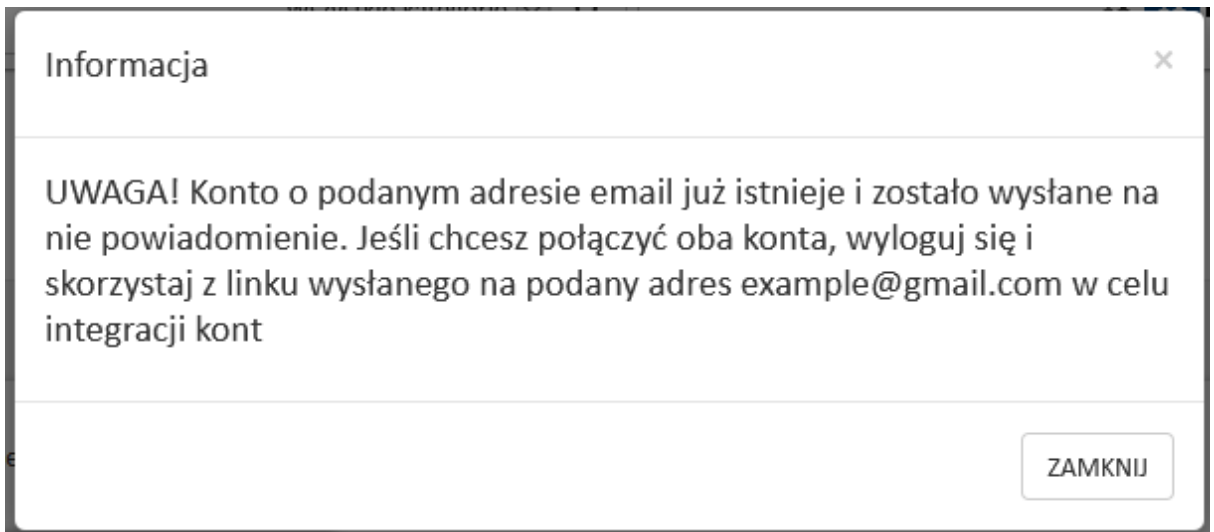 Informacja
×
UWAGA! Konto o podanym adresie email już istnieje i zostało wysłane na
nie powiadomienie. Jeśli chcesz połączyć oba konta, wyloguj się i
skorzystaj z linku wysłanego na podany adres example@gmail.com w celu
integracji kont
ZAMKNIJ